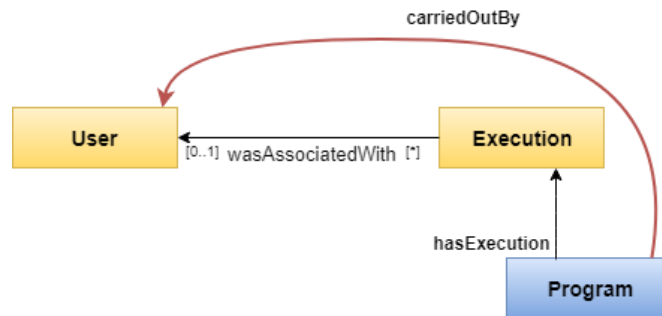 carriedOutBy
User
Execution
[0..1] wasAssociatedWith [*]
hasExecution
Program